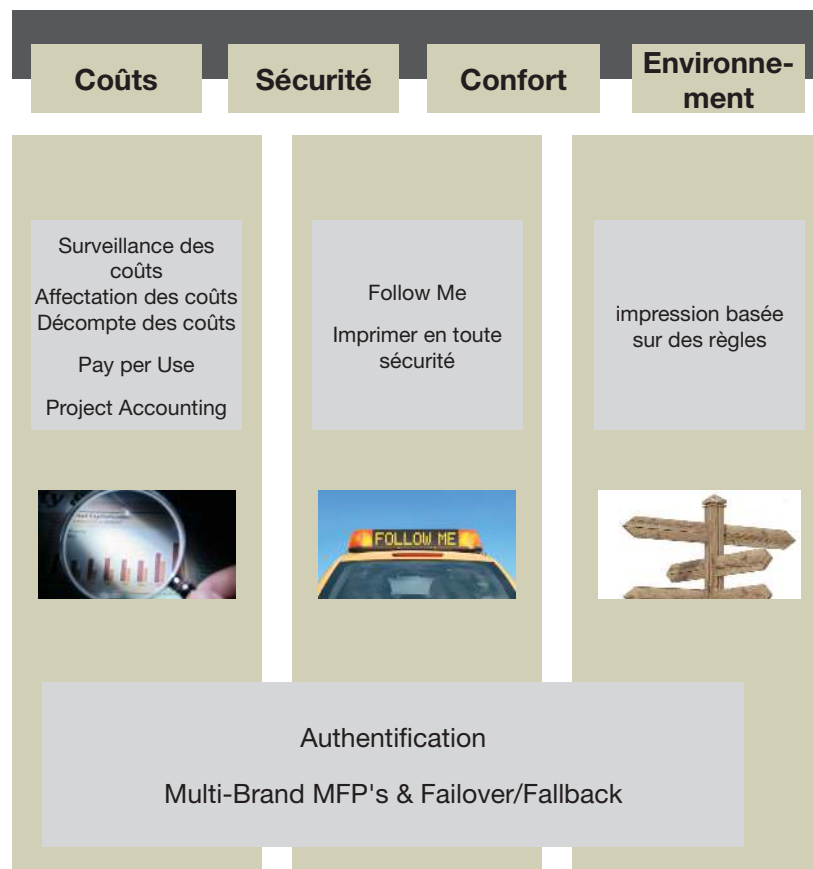 Coûts
Sécurité
Confort
Environne-
ment
Surveillance des
coûts
Affectation des coûts
Décompte des coûts
Pay per Use
Project Accounting
Follow Me
Imprimer en toute
sécurité
impression basée
sur des règles
FOLLOW ME
Authentification
Multi-Brand MFP's & Failover/Fallback